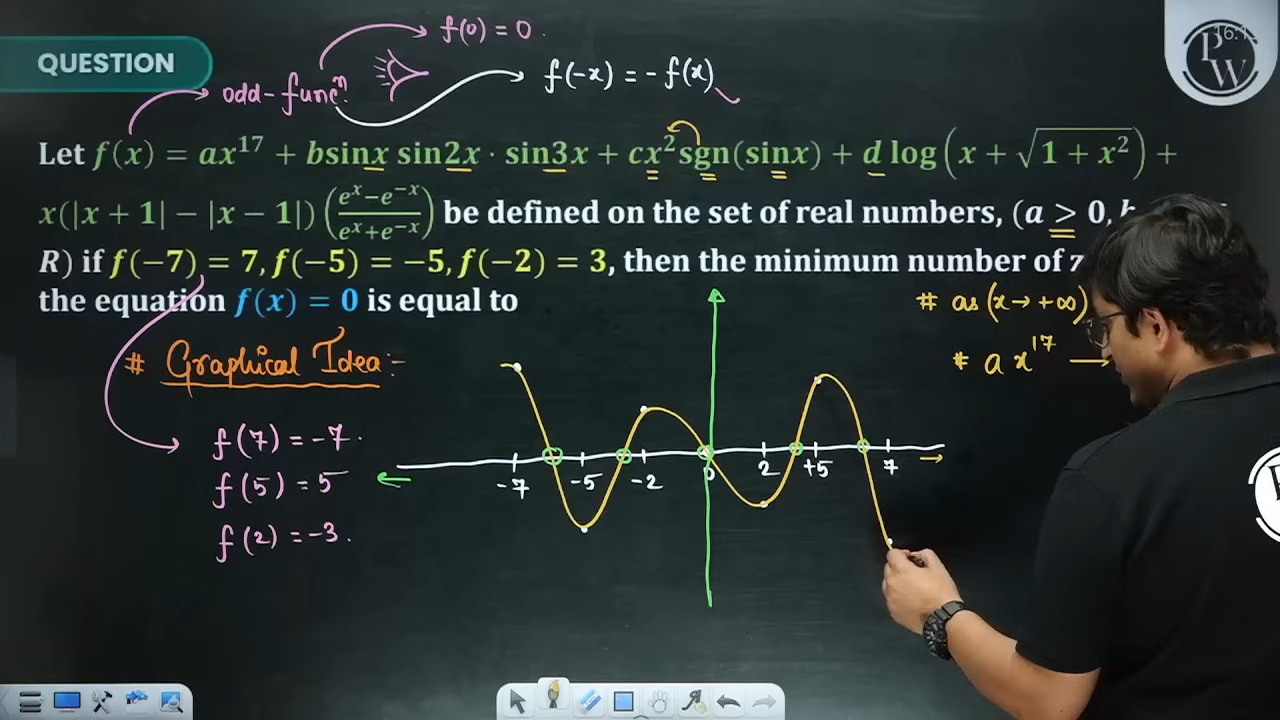 f(0) = 0.
QUESTION
PW
odd-funcⁿ.
f(-x) = -f(x)
Let f(x) = ax¹⁷ + bsinx sin2x · sin3x + cx² sgn(sinx) + d log(x + √(1 + x²)) +
x(|x + 1| − |x − 1|) ((eˣ−e⁻ˣ)/(eˣ+e⁻ˣ)) be defined on the set of real numbers, (a > 0,
R) if f(−7) = 7, f(−5) = −5, f(−2) = 3, then the minimum number of
the equation f(x) = 0 is equal to
# as (x → +∞)
# Graphical Idea:-
* a x¹⁷ →
f(7) = -7.
f(5) = 5
f(2) = -3.
-7 -5 -2 0 2 +5 7